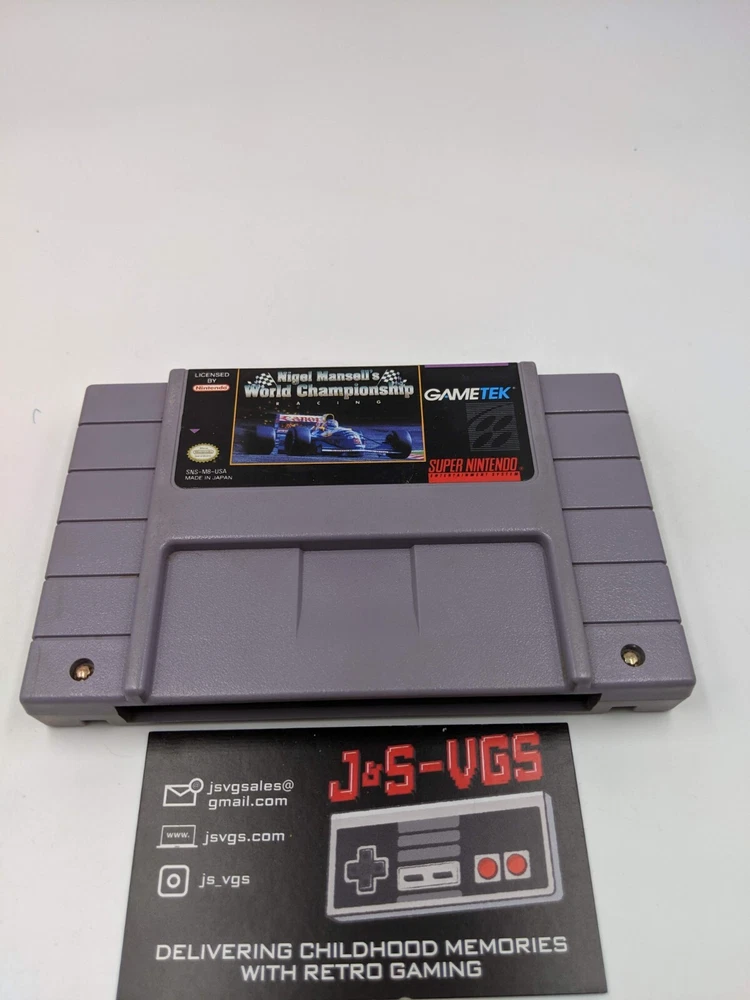 LICENSED
BY
Nintendo
Nigel Mansell's
World Championship
RACING
GAMETEK
Canon
SNS-M8-USA
MADE IN JAPAN
SUPER NINTENDO
ENTERTAINMENT SYSTEM
J&S-VGS
jsvgsales@
gmail.com
www.
jsvgs.com
js_vgs
DELIVERING CHILDHOOD MEMORIES
WITH RETRO GAMING